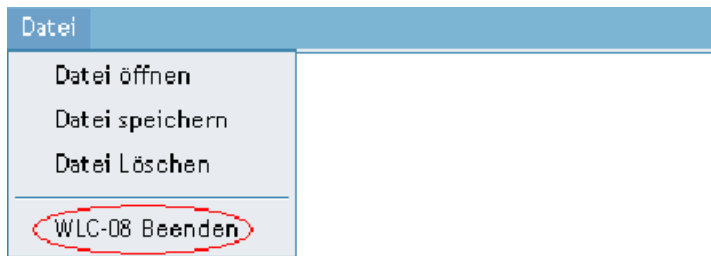 Datei
Datei öffnen
Datei speichern
Datei Löschen
WLC-08 Beenden